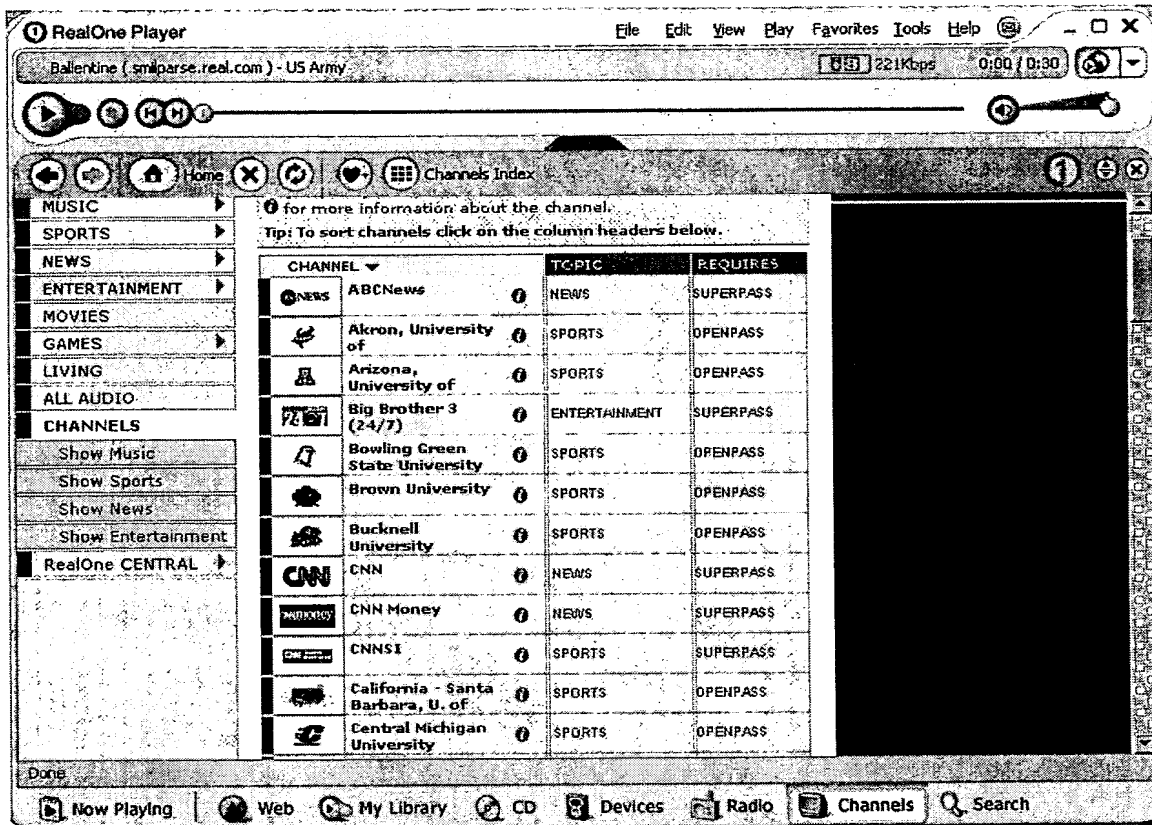 RealOne Player File Edit View Play Favorites Tools Help
Ballentine ( smilparse.real.com ) - US Army 221Kbps 0:00 / 0:30
Home Channels Index
MUSIC
SPORTS
NEWS
ENTERTAINMENT
MOVIES
GAMES
LIVING
ALL AUDIO
CHANNELS
Show Music
Show Sports
Show News
Show Entertainment
RealOne CENTRAL
for more information about the channel.
Tip: To sort channels click on the column headers below.
CHANNEL TOPIC REQUIRES
NEWS ABCNews NEWS SUPERPASS
Akron, University of SPORTS OPENPASS
Arizona, University of SPORTS OPENPASS
Big Brother 3 (24/7) ENTERTAINMENT SUPERPASS
Bowling Green State University SPORTS OPENPASS
Brown University SPORTS OPENPASS
Bucknell University SPORTS OPENPASS
CNN CNN NEWS SUPERPASS
CNN Money NEWS SUPERPASS
CNNSI SPORTS SUPERPASS
California - Santa Barbara, U. of SPORTS OPENPASS
Central Michigan University SPORTS OPENPASS
Done
Now Playing Web My Library CD Devices Radio Channels Search